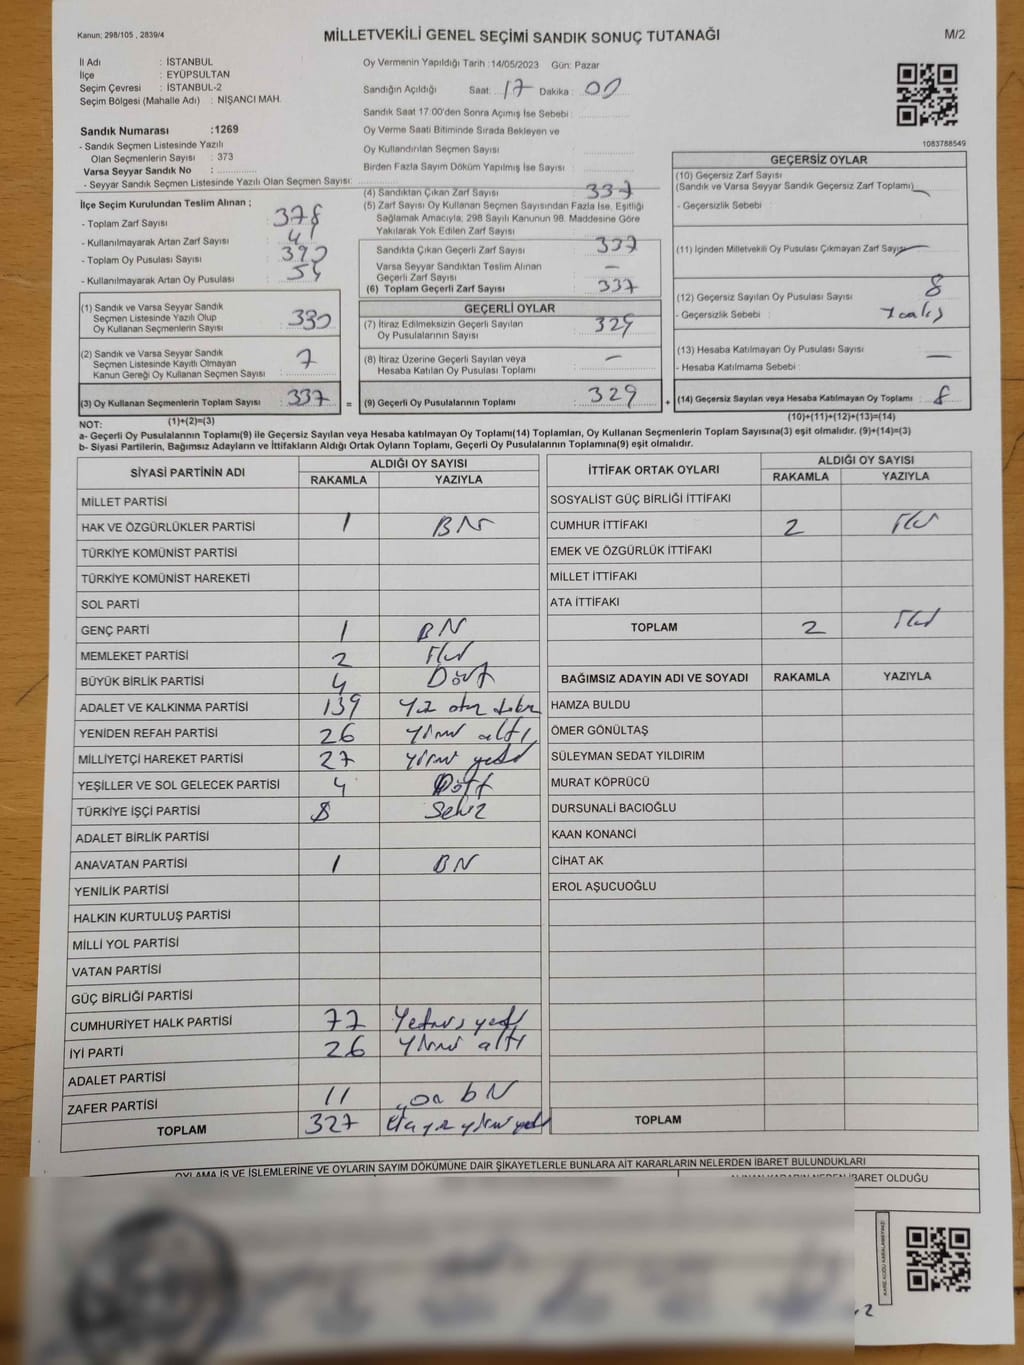 Kanun; 298/105 , 2839/4
MİLLETVEKİLİ GENEL SEÇİMİ SANDIK SONUÇ TUTANAĞI
M/2
İl Adı : İSTANBUL
İlçe : EYÜPSULTAN
Seçim Çevresi : İSTANBUL-2
Seçim Bölgesi (Mahalle Adı) : NİŞANCI MAH.
Sandık Numarası :1269
- Sandık Seçmen Listesinde Yazılı
Olan Seçmenlerin Sayısı : 373
Varsa Seyyar Sandık No :
- Seyyar Sandık Seçmen Listesinde Yazılı Olan Seçmen Sayısı:
Oy Vermenin Yapıldığı Tarih :14/05/2023 Gün: Pazar
Sandığın Açıldığı Saat: 17 Dakika : 00
Sandık Saat 17:00'den Sonra Açımış İse Sebebi :
Oy Verme Saati Bitiminde Sırada Bekleyen ve
Oy Kullandırılan Seçmen Sayısı :
Birden Fazla Sayım Döküm Yapılmış İse Sayısı :
1083788549
İlçe Seçim Kurulundan Teslim Alınan ;
- Toplam Zarf Sayısı : 378
- Kullanılmayarak Artan Zarf Sayısı : 41
- Toplam Oy Pusulası Sayısı : 390
- Kullanılmayarak Artan Oy Pusulası : 54
(1) Sandık ve Varsa Seyyar Sandık
Seçmen Listesinde Yazılı Olup
Oy Kullanan Seçmenlerin Sayısı : 330
(2) Sandık ve Varsa Seyyar Sandık
Seçmen Listesinde Kayıtlı Olmayan
Kanun Gereği Oy Kullanan Seçmen Sayısı : 7
(3) Oy Kullanan Seçmenlerin Toplam Sayısı : 337 =
(1)+(2)=(3)
(4) Sandıktan Çıkan Zarf Sayısı : 337
(5) Zarf Sayısı Oy Kullanan Seçmen Sayısından Fazla İse, Eşitliği
Sağlamak Amacıyla; 298 Sayılı Kanunun 98. Maddesine Göre
Yakılarak Yok Edilen Zarf Sayısı :
Sandıkta Çıkan Geçerli Zarf Sayısı : 337
Varsa Seyyar Sandıktan Teslim Alınan
Geçerli Zarf Sayısı : —
(6) Toplam Geçerli Zarf Sayısı : 337
GEÇERLİ OYLAR
(7) İtiraz Edilmeksizin Geçerli Sayılan
Oy Pusulalarının Sayısı : 329
(8) İtiraz Üzerine Geçerli Sayılan veya
Hesaba Katılan Oy Pusulası Toplamı : —
(9) Geçerli Oy Pusulalarının Toplamı : 329 +
GEÇERSİZ OYLAR
(10) Geçersiz Zarf Sayısı
(Sandık ve Varsa Seyyar Sandık Geçersiz Zarf Toplamı) —
- Geçersizlik Sebebi :
(11) İçinden Milletvekili Oy Pusulası Çıkmayan Zarf Sayısı —
(12) Geçersiz Sayılan Oy Pusulası Sayısı : 8
- Geçersizlik Sebebi :
(13) Hesaba Katılmayan Oy Pusulası Sayısı : —
- Hesaba Katılmama Sebebi :
(14) Geçersiz Sayılan veya Hesaba Katılmayan Oy Toplamı : 8
(10)+(11)+(12)+(13)=(14)
NOT:
a- Geçerli Oy Pusulalarının Toplamı(9) ile Geçersiz Sayılan veya Hesaba katılmayan Oy Toplamı(14) Toplamları, Oy Kullanan Seçmenlerin Toplam Sayısına(3) eşit olmalıdır. (9)+(14)=(3)
b- Siyasi Partilerin, Bağımsız Adayların ve İttifakların Aldığı Ortak Oyların Toplamı, Geçerli Oy Pusulalarının Toplamına(9) eşit olmalıdır.
SİYASİ PARTİNİN ADI ALDIĞI OY SAYISI
RAKAMLA YAZIYLA
MİLLET PARTİSİ
HAK VE ÖZGÜRLÜKLER PARTİSİ 1 BİR
TÜRKİYE KOMÜNİST PARTİSİ
TÜRKİYE KOMÜNİST HAREKETİ
SOL PARTİ
GENÇ PARTİ 1 BİR
MEMLEKET PARTİSİ 2
BÜYÜK BİRLİK PARTİSİ 4 Dört
ADALET VE KALKINMA PARTİSİ 139 Yüz otuz dokuz
YENİDEN REFAH PARTİSİ 26 Yirmi altı
MİLLİYETÇİ HAREKET PARTİSİ 27 Yirmi yedi
YEŞİLLER VE SOL GELECEK PARTİSİ 4 Dört
TÜRKİYE İŞÇİ PARTİSİ 8 Sekiz
ADALET BİRLİK PARTİSİ
ANAVATAN PARTİSİ 1 BİR
YENİLİK PARTİSİ
HALKIN KURTULUŞ PARTİSİ
MİLLİ YOL PARTİSİ
VATAN PARTİSİ
GÜÇ BİRLİĞİ PARTİSİ
CUMHURİYET HALK PARTİSİ 77 Yetmiş yedi
İYİ PARTİ 26 Yirmi altı
ADALET PARTİSİ
ZAFER PARTİSİ 11 on bir
TOPLAM 327
İTTİFAK ORTAK OYLARI ALDIĞI OY SAYISI
RAKAMLA YAZIYLA
SOSYALİST GÜÇ BİRLİĞİ İTTİFAKI
CUMHUR İTTİFAKI 2
EMEK VE ÖZGÜRLÜK İTTİFAKI
MİLLET İTTİFAKI
ATA İTTİFAKI
TOPLAM 2
BAĞIMSIZ ADAYIN ADI VE SOYADI RAKAMLA YAZIYLA
HAMZA BULDU
ÖMER GÖNÜLTAŞ
SÜLEYMAN SEDAT YILDIRIM
MURAT KÖPRÜCÜ
DURSUNALİ BACIOĞLU
KAAN KONANCİ
CİHAT AK
EROL AŞUCUOĞLU
TOPLAM
OYLAMA İŞ VE İŞLEMLERİNE VE OYLARIN SAYIM DÖKÜMÜNE DAİR ŞİKAYETLERLE BUNLARA AİT KARARLARIN NELERDEN İBARET BULUNDUKLARI
ALINAN KARARIN NEDEN İBARET OLDUĞU
KARE KODU KARALAMAYINIZ!